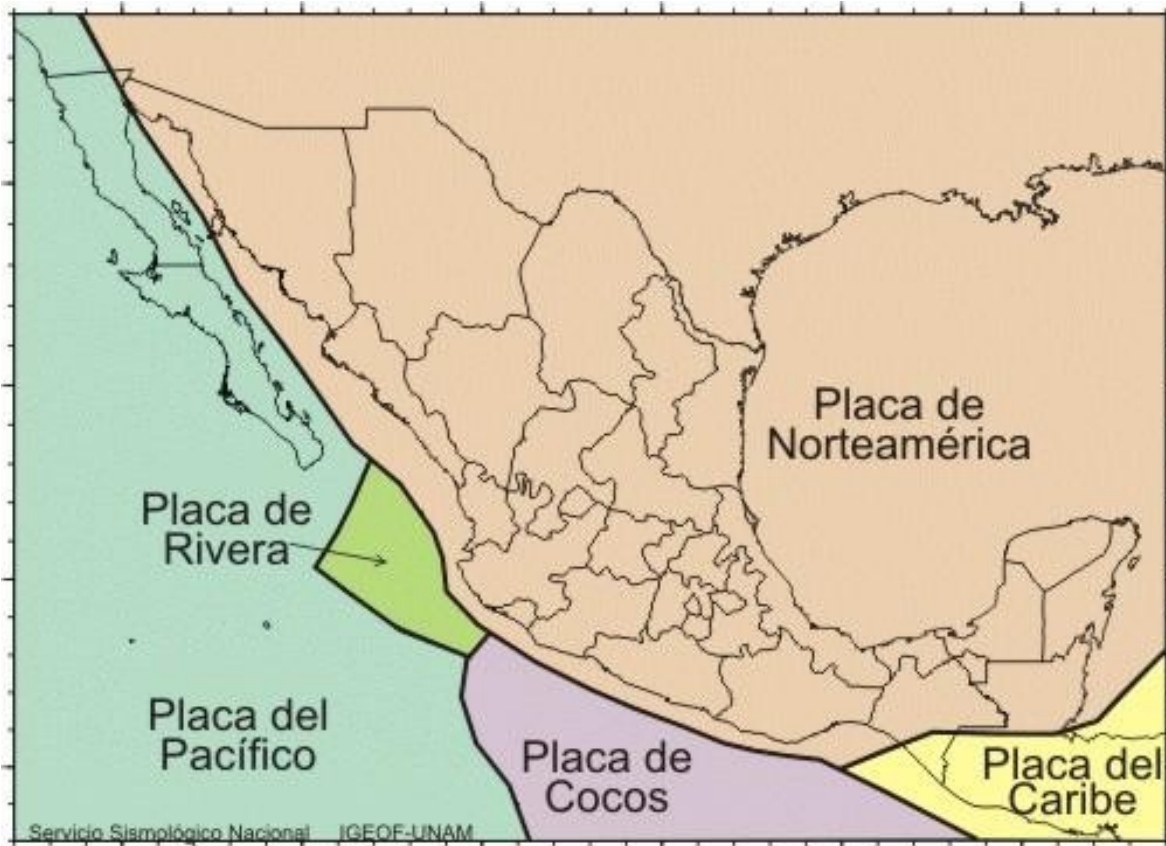 Placa de
Norteamérica
Placa de
Rivera
Placa del
Pacífico
Placa de
Cocos
Placa del
Caribe
Servicio Sismológico Nacional IGEOF-UNAM